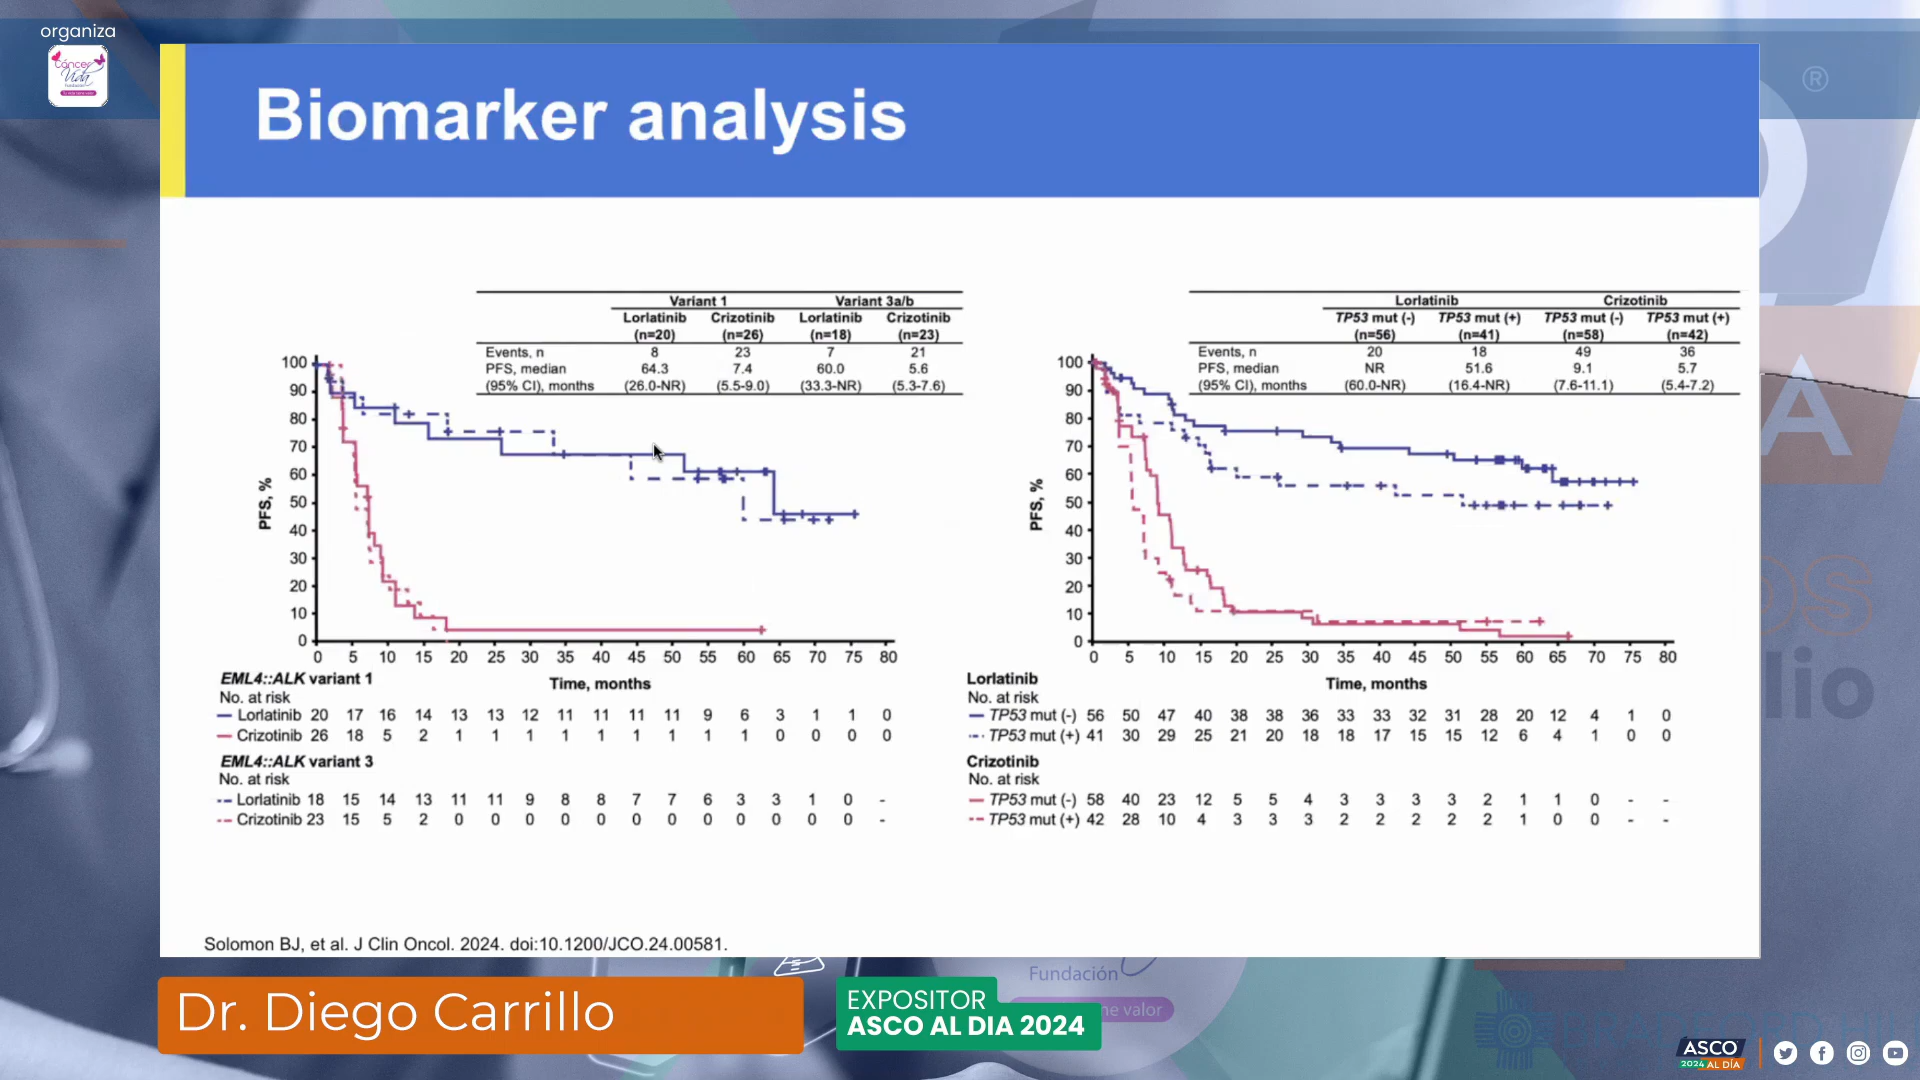 organiza
Cáncer
Vida
Fundación
®
Biomarker analysis
Variant 1 Variant 3a/b
Lorlatinib Crizotinib Lorlatinib Crizotinib
(n=20) (n=26) (n=18) (n=23)
Events, n 8 23 7 21
PFS, median 64.3 7.4 60.0 5.6
(95% CI), months (26.0-NR) (5.5-9.0) (33.3-NR) (5.3-7.6)
PFS, %
100
90
80
70
60
50
40
30
20
10
0
0 5 10 15 20 25 30 35 40 45 50 55 60 65 70 75 80
Time, months
EML4::ALK variant 1
No. at risk
Lorlatinib 20 17 16 14 13 13 12 11 11 11 11 9 6 3 1 1 0
Crizotinib 26 18 5 2 1 1 1 1 1 1 1 1 1 0 0 0 0
EML4::ALK variant 3
No. at risk
Lorlatinib 18 15 14 13 11 11 9 8 8 7 7 6 3 3 1 0 -
Crizotinib 23 15 5 2 0 0 0 0 0 0 0 0 0 0 0 0 -
Lorlatinib Crizotinib
TP53 mut (-) TP53 mut (+) TP53 mut (-) TP53 mut (+)
(n=56) (n=41) (n=58) (n=42)
Events, n 20 18 49 36
PFS, median NR 51.6 9.1 5.7
(95% CI), months (60.0-NR) (16.4-NR) (7.6-11.1) (5.4-7.2)
PFS, %
100
90
80
70
60
50
40
30
20
10
0
0 5 10 15 20 25 30 35 40 45 50 55 60 65 70 75 80
Time, months
Lorlatinib
No. at risk
TP53 mut (-) 56 50 47 40 38 38 36 33 33 32 31 28 20 12 4 1 0
TP53 mut (+) 41 30 29 25 21 20 18 18 17 15 15 12 6 4 1 0 0
Crizotinib
No. at risk
TP53 mut (-) 58 40 23 12 5 5 4 3 3 3 3 2 1 1 0 - -
TP53 mut (+) 42 28 10 4 3 3 3 2 2 2 2 2 1 0 0 - -
Solomon BJ, et al. J Clin Oncol. 2024. doi:10.1200/JCO.24.00581.
Dr. Diego Carrillo
EXPOSITOR
ASCO AL DIA 2024
Fundación
ne valor
lio
ASCO
2024 AL DÍA